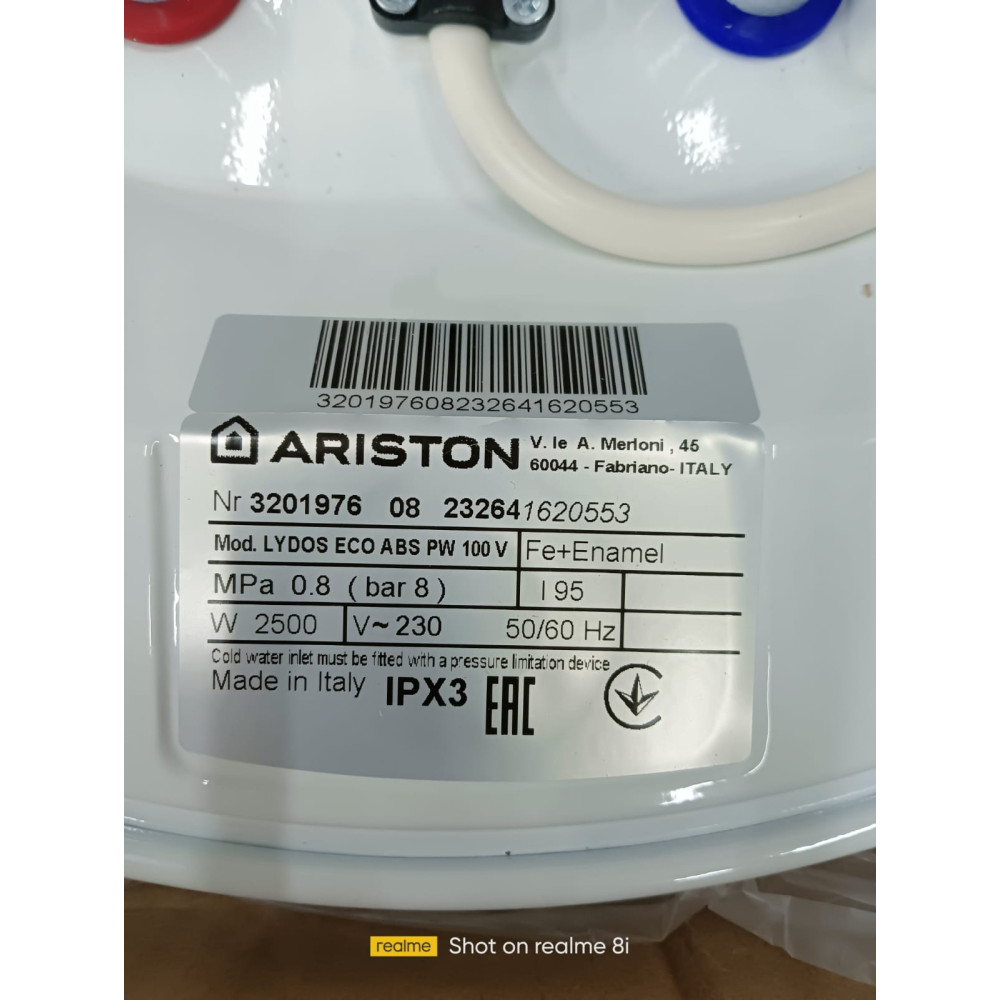 320197608232641620553
ARISTON
V. le A. Merloni , 45
60044 - Fabriano- ITALY
Nr 3201976 08 232641620553
Mod. LYDOS ECO ABS PW 100 V Fe+Enamel
MPa 0.8 ( bar 8 ) l 95
W 2500 V~ 230 50/60 Hz
Cold water inlet must be fitted with a pressure limitation device
Made in Italy IPX3 EAC
realme Shot on realme 8i